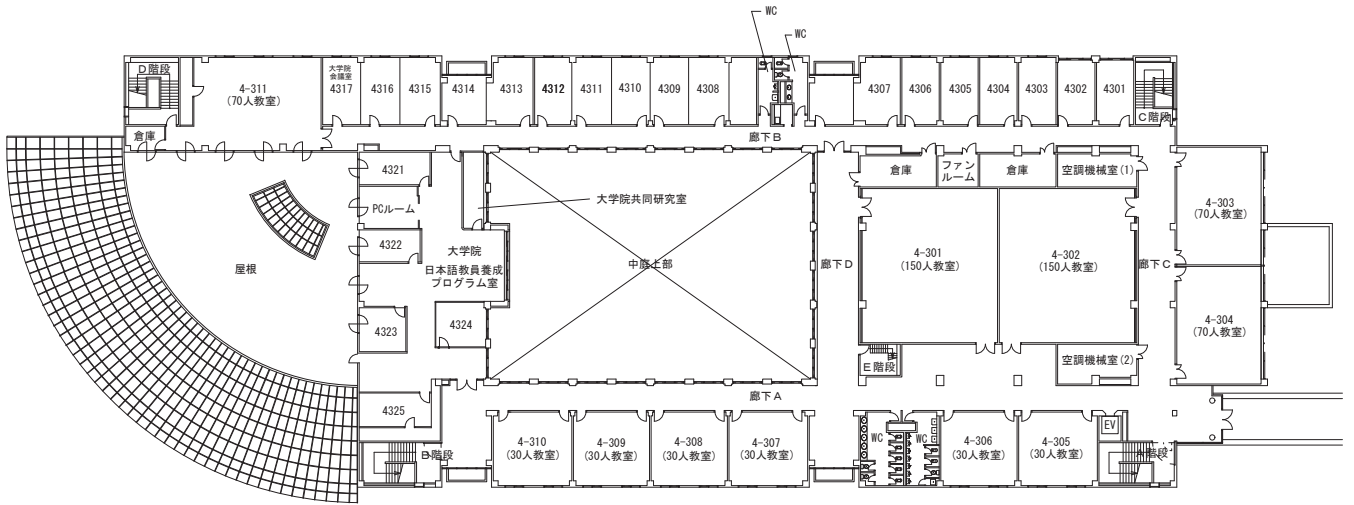 WC
WC
D階段
4-311
(70人教室)
大学院
会議室
4317
4316
4315
4314
4313
4312
4311
4310
4309
4308
4307
4306
4305
4304
4303
4302
4301
C階段
倉庫
廊下B
4321
PCルーム
4322
大学院共同研究室
大学院
日本語教員養成
プログラム室
屋根
4323
4324
4325
中庭上部
廊下D
倉庫
ファン
ルーム
倉庫
空調機械室(1)
4-301
(150人教室)
4-302
(150人教室)
廊下C
4-303
(70人教室)
4-304
(70人教室)
E階段
空調機械室(2)
廊下A
B階段
4-310
(30人教室)
4-309
(30人教室)
4-308
(30人教室)
4-307
(30人教室)
WC
WC
4-306
(30人教室)
4-305
(30人教室)
EV
A階段